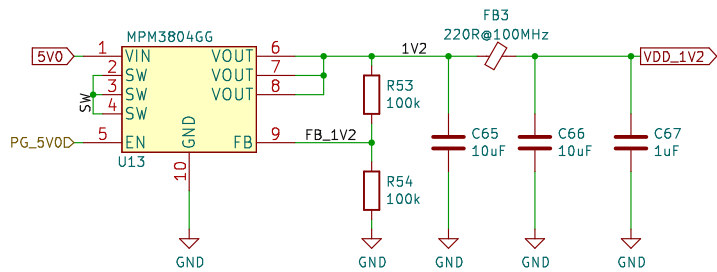 FB3
220R@100MHz
MPM3804GG
5V0
1
VIN
VOUT
6
1V2
VDD_1V2
2
SW
VOUT
7
3
SW
VOUT
8
SW
4
SW
R53
100k
PG_5V0
5
EN
GND
FB
9
FB_1V2
U13
10
C65
10uF
C66
10uF
C67
1uF
R54
100k
GND
GND
GND
GND
GND